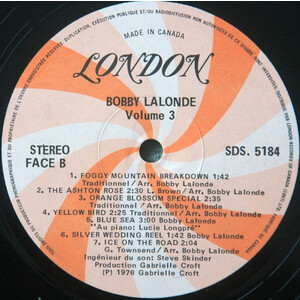 MADE IN CANADA
LONDON
BOBBY LALONDE
Volume 3
STEREO
FACE B
SDS. 5184
1. FOGGY MOUNTAIN BREAKDOWN 1:42
Traditionnel/Arr. Bobby Lalonde
2. THE ASHTON ROSE 2:30 L. Brown/Arr. Bobby Lalonde
3. ORANGE BLOSSOM SPECIAL 2:35
Traditionnel/Arr. Bobby Lalonde
4. YELLOW BIRD 2:25 Traditionnel/Arr. Bobby Lalonde
5. BLUE SEA 3:00 Bobby Lalonde
**Au piano: Lucie Longpré**
6. SILVER WEDDING REEL 1:42 Bobby Lalonde
7. ICE ON THE ROAD 2:04
G. Townsend/Arr. Bobby Lalonde
Ingénieur du son: Steve Skinder
Production Gabrielle Croft
(P) 1976 Gabrielle Croft